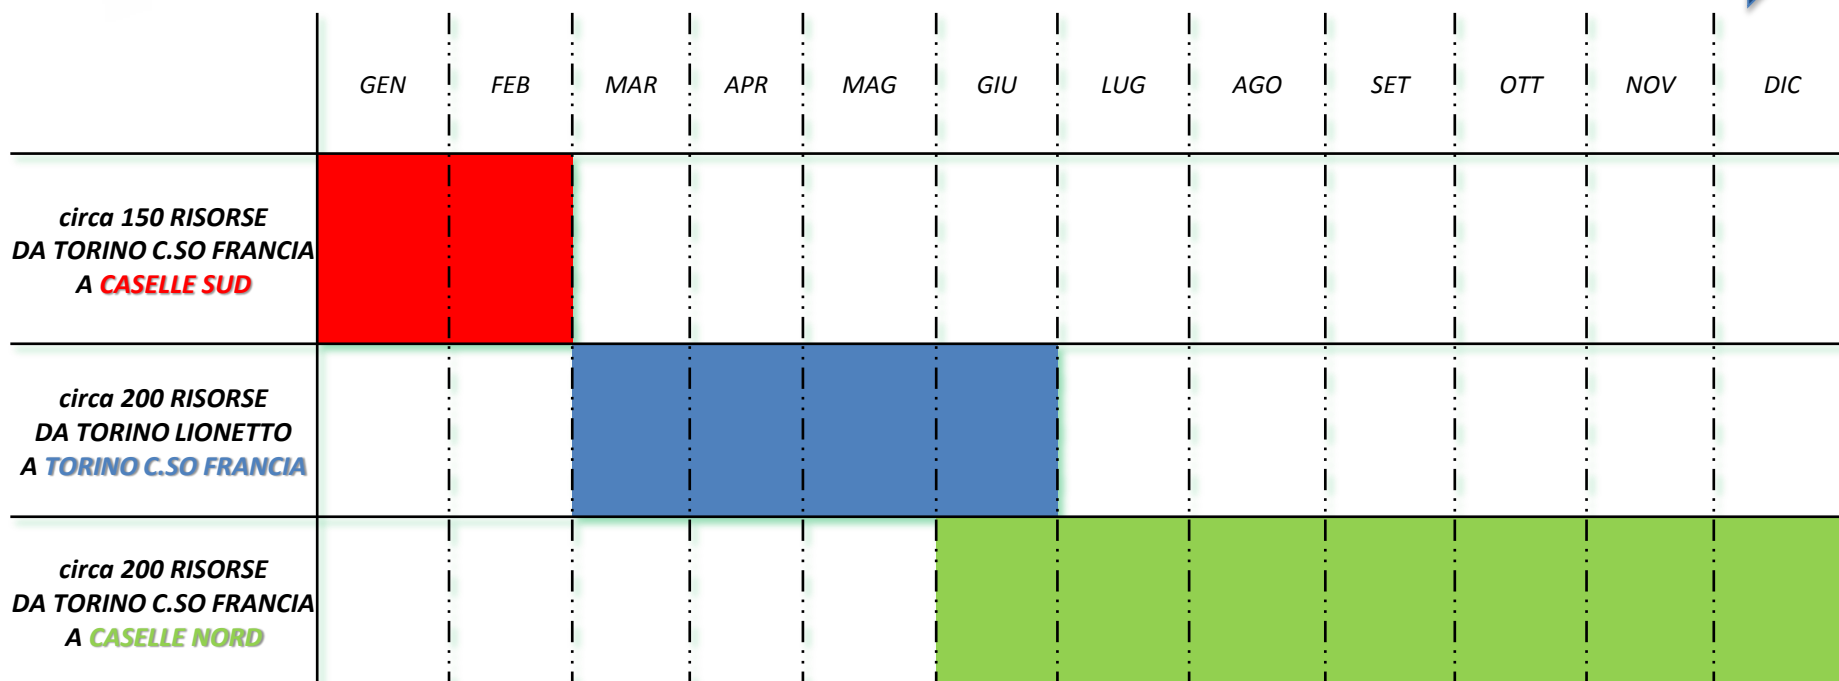 GEN FEB MAR APR MAG GIU LUG AGO SET OTT NOV DIC
circa 150 RISORSE
DA TORINO C.SO FRANCIA
A CASELLE SUD
circa 200 RISORSE
DA TORINO LIONETTO
A TORINO C.SO FRANCIA
circa 200 RISORSE
DA TORINO C.SO FRANCIA
A CASELLE NORD